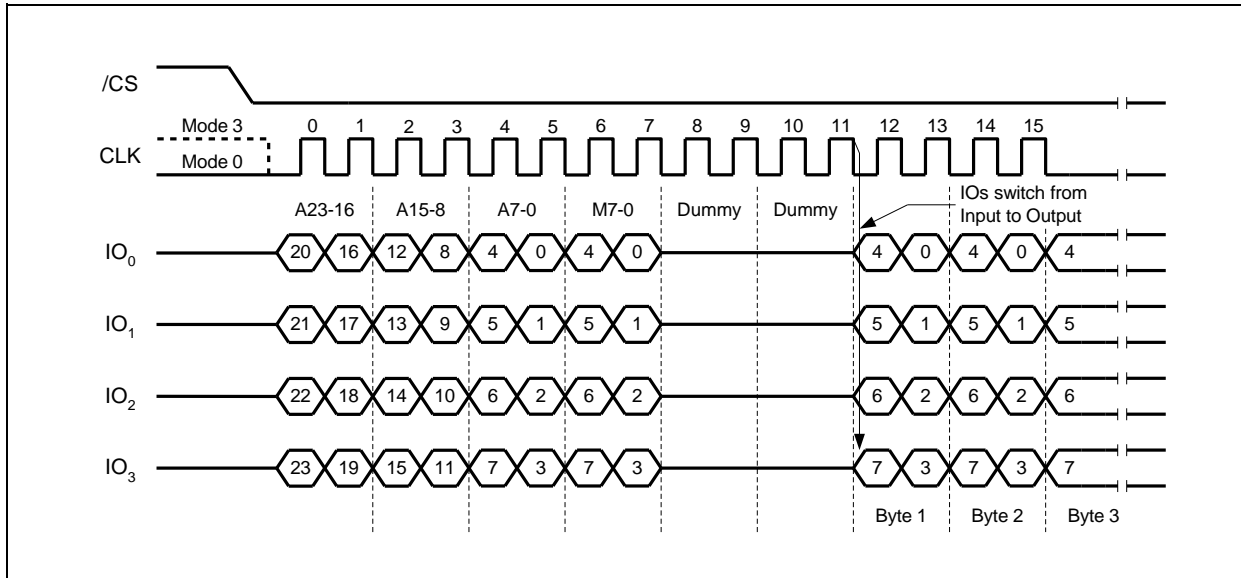 /CS
Mode 3 0 1 2 3 4 5 6 7 8 9 10 11 12 13 14 15
CLK
Mode 0
A23-16 A15-8 A7-0 M7-0 Dummy Dummy
IOs switch from
Input to Output
IO0 20 16 12 8 4 0 4 0 4 0 4 0 4
IO1 21 17 13 9 5 1 5 1 5 1 5 1 5
IO2 22 18 14 10 6 2 6 2 6 2 6 2 6
IO3 23 19 15 11 7 3 7 3 7 3 7 3 7
Byte 1 Byte 2 Byte 3